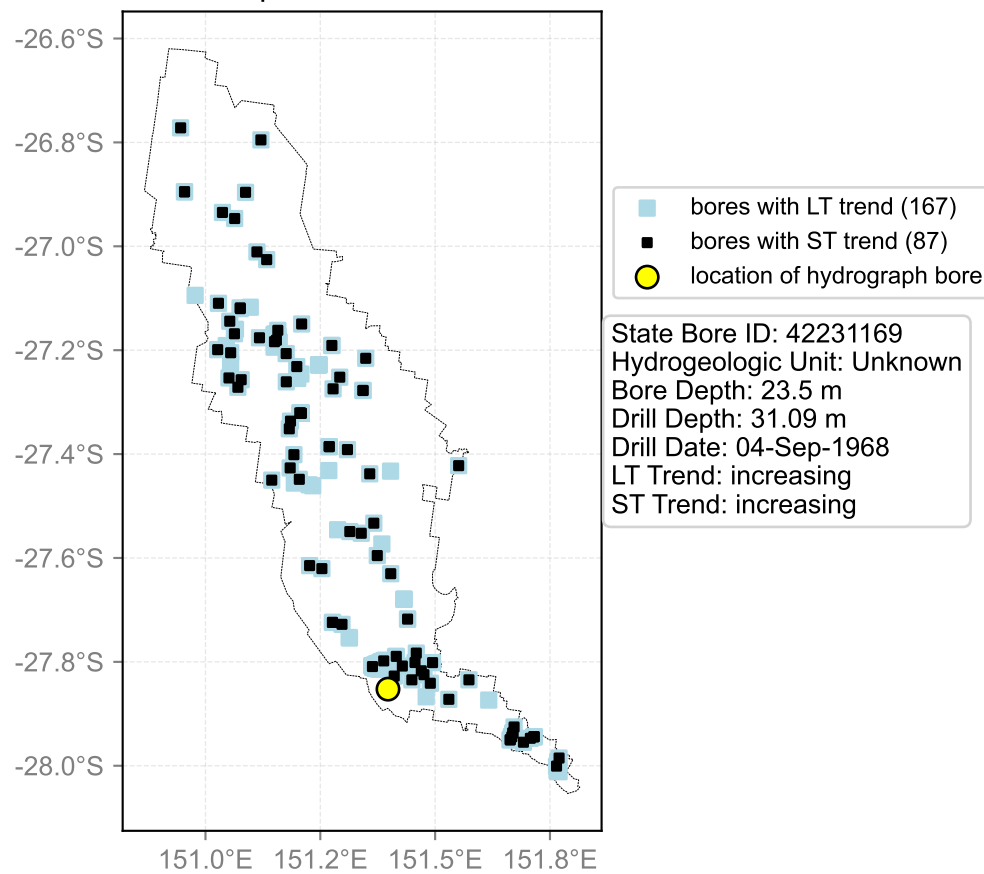 -26.6°S
-26.8°S
-27.0°S
-27.2°S
-27.4°S
-27.6°S
-27.8°S
-28.0°S
151.0°E
151.2°E
151.5°E
151.8°E
bores with LT trend (167)
bores with ST trend (87)
location of hydrograph bore
State Bore ID: 42231169
Hydrogeologic Unit: Unknown
Bore Depth: 23.5 m
Drill Depth: 31.09 m
Drill Date: 04-Sep-1968
LT Trend: increasing
ST Trend: increasing